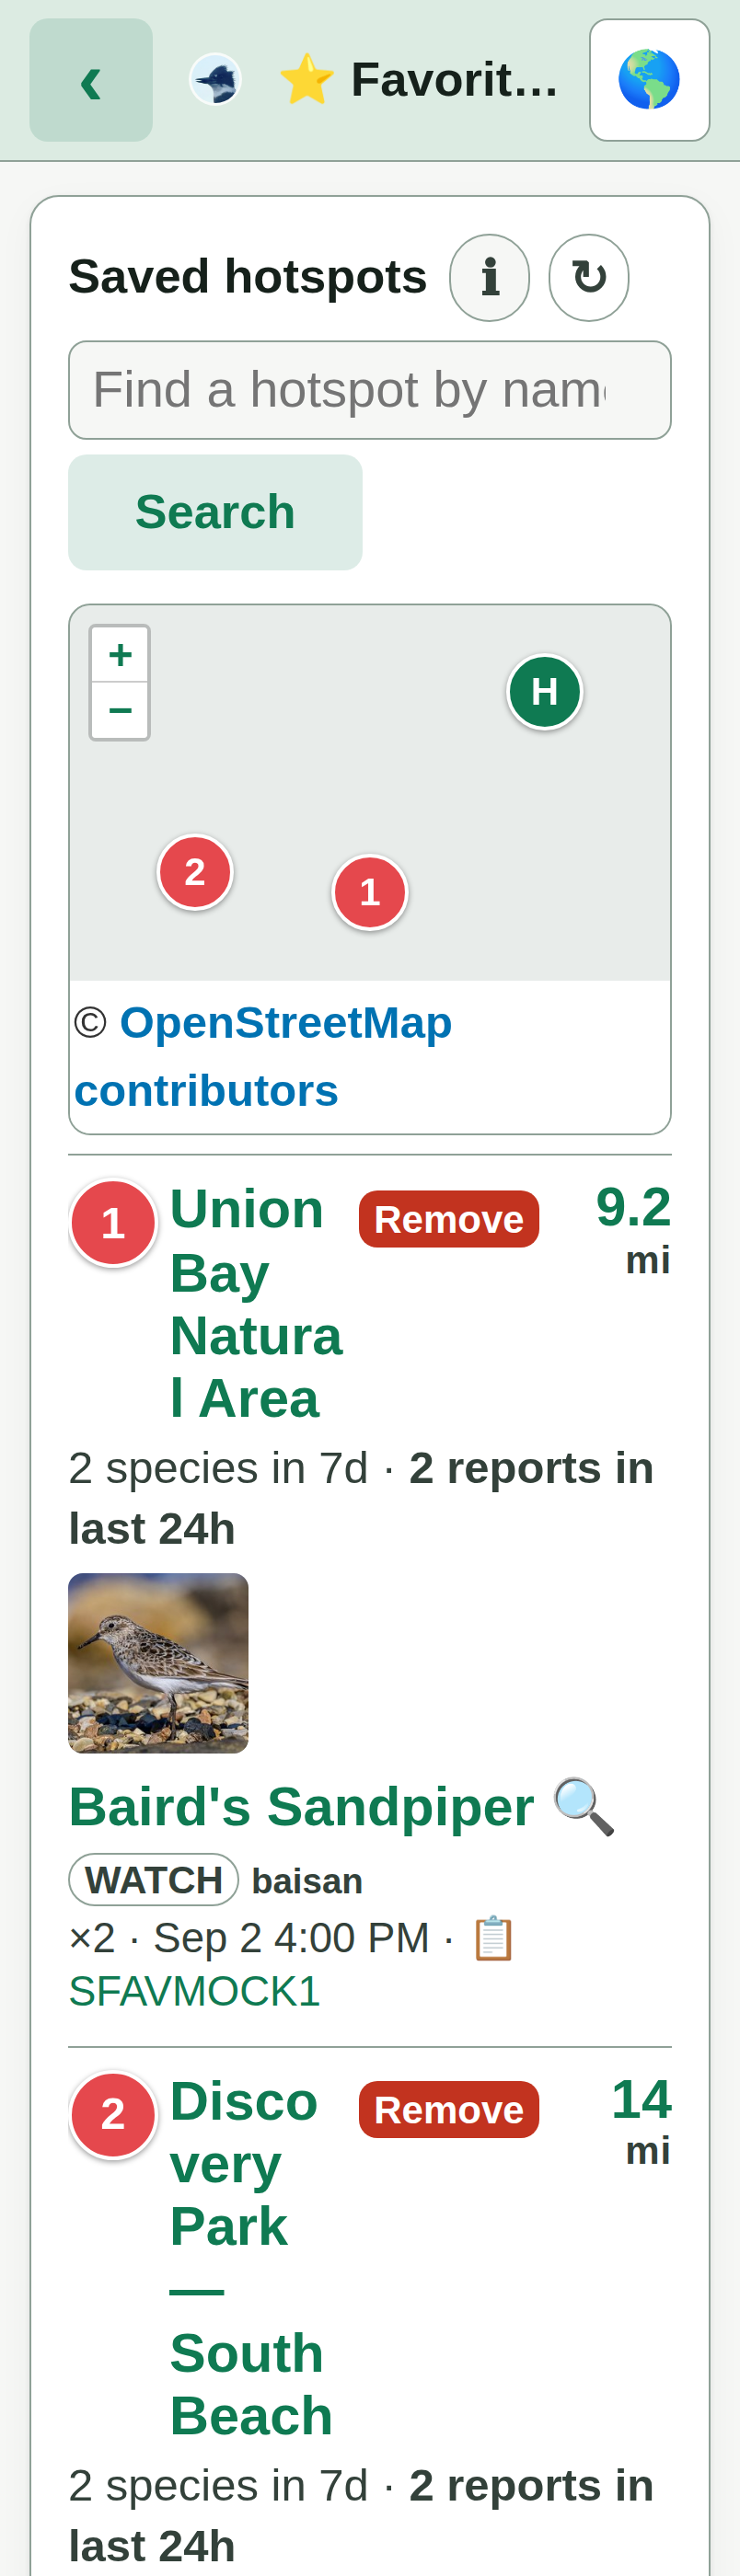 ‹ ⭐ Favorit...
Saved hotspots ℹ ↻
Find a hotspot by nam
Search
+
−
H
2
1
© OpenStreetMap
contributors
1 Union Remove 9.2
Bay mi
Natura
l Area
2 species in 7d · 2 reports in
last 24h
Baird's Sandpiper 🔍
WATCH baisan
×2 · Sep 2 4:00 PM · 📋
SFAVMOCK1
2 Disco Remove 14
very mi
Park
—
South
Beach
2 species in 7d · 2 reports in
last 24h